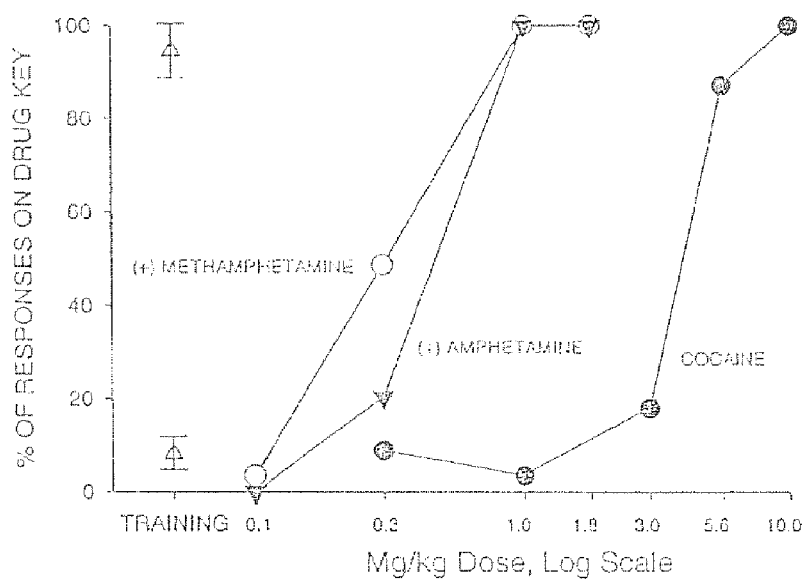 % OF RESPONSES ON DRUG KEY
100
80
60
40
20
0
(+) METHAMPHETAMINE
(+) AMPHETAMINE
COCAINE
TRAINING 0.1 0.3 1.0 1.8 3.0 5.6 10.0
Mg/kg Dose, Log Scale